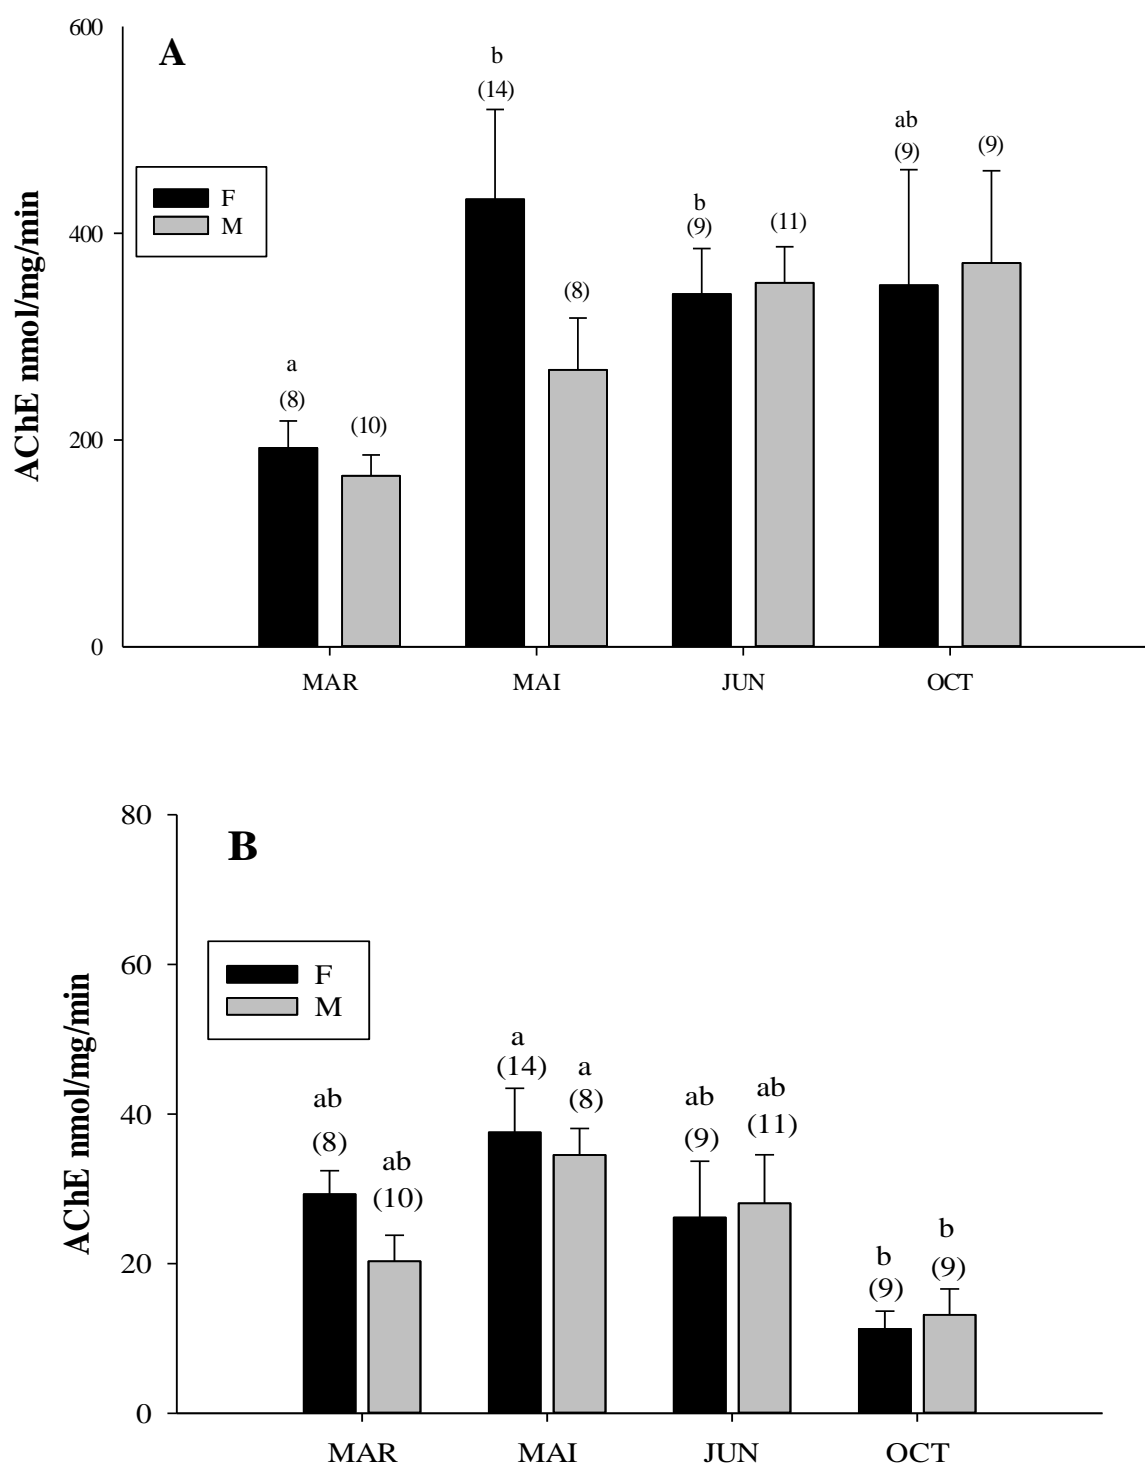 600
A
b
(14)
ab
(9)
(9)
F
M
b
(9)
(11)
400
(8)
a
(8)
(10)
200
0
AChE nmol/mg/min
MAR
MAI
JUN
OCT
80
B
F
M
60
a
(14)
a
(8)
ab
(8)
ab
(10)
ab
(9)
ab
(11)
40
20
b
(9)
b
(9)
0
AChE nmol/mg/min
MAR
MAI
JUN
OCT